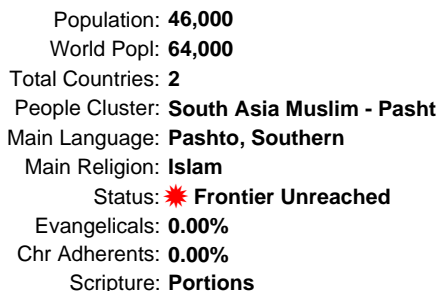 Population: 46,000
World Popl: 64,000
Total Countries: 2
People Cluster: South Asia Muslim - Pasht
Main Language: Pashto, Southern
Main Religion: Islam
Status: Frontier Unreached
Evangelicals: 0.00%
Chr Adherents: 0.00%
Scripture: Portions